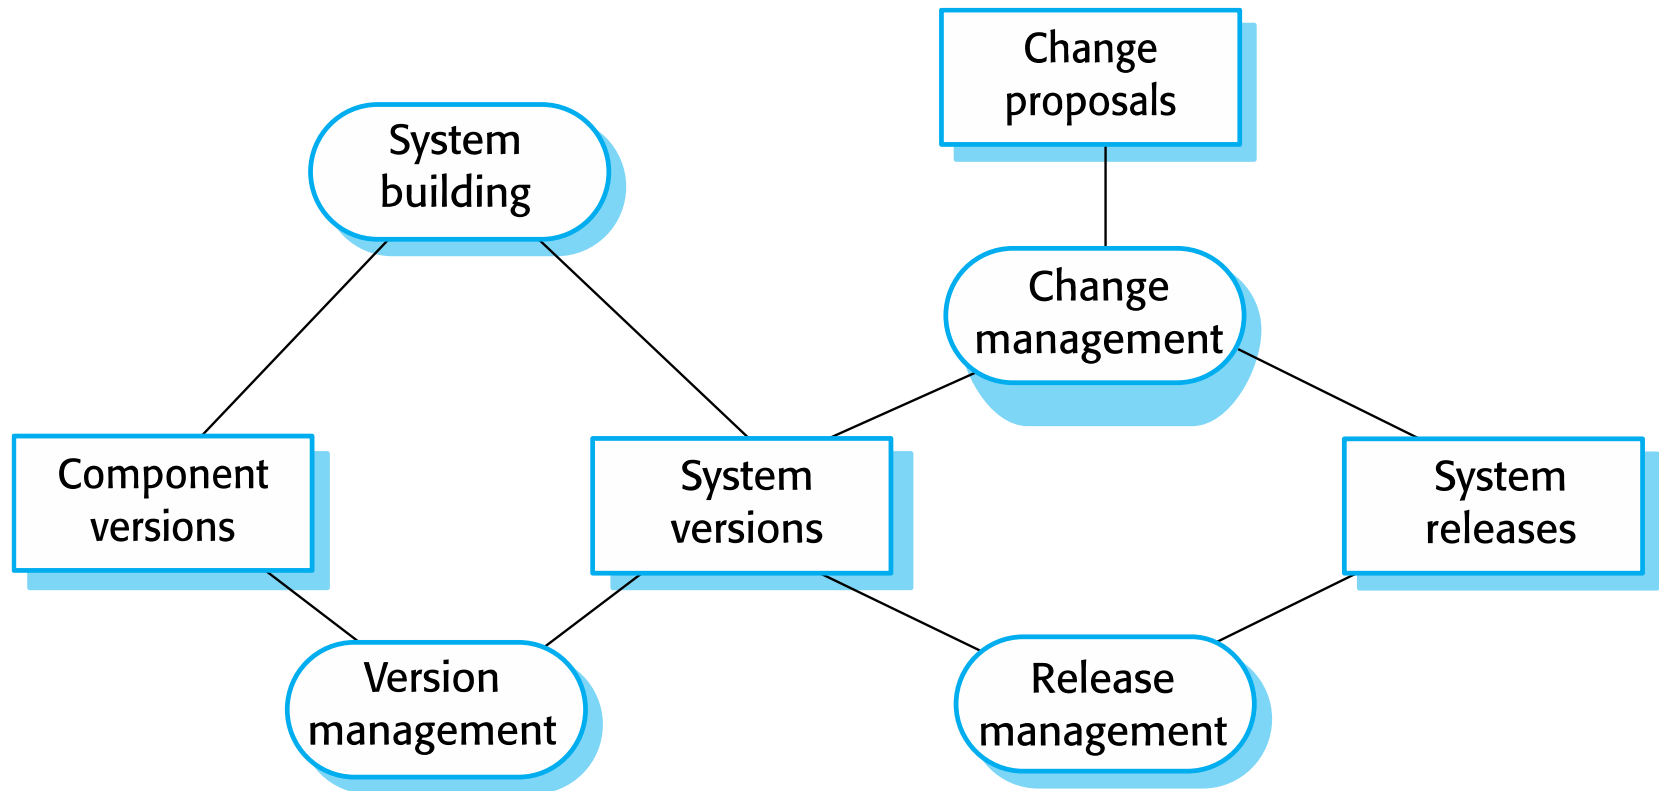 Change
proposals
System
building
Change
management
Component
versions
System
versions
System
releases
Version
management
Release
management